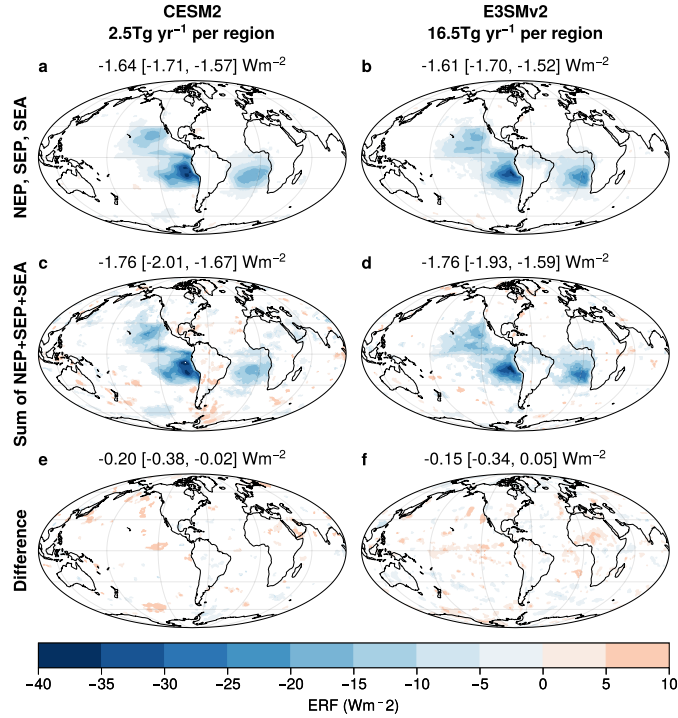 CESM2
2.5Tg yr⁻¹ per region
E3SMv2
16.5Tg yr⁻¹ per region
a
-1.64 [-1.71, -1.57] Wm⁻²
b
-1.61 [-1.70, -1.52] Wm⁻²
NEP, SEP, SEA
c
-1.76 [-2.01, -1.67] Wm⁻²
d
-1.76 [-1.93, -1.59] Wm⁻²
Sum of NEP+SEP+SEA
e
-0.20 [-0.38, -0.02] Wm⁻²
f
-0.15 [-0.34, 0.05] Wm⁻²
Difference
−40 −35 −30 −25 −20 −15 −10 −5 0 5 10
ERF (Wm−2)